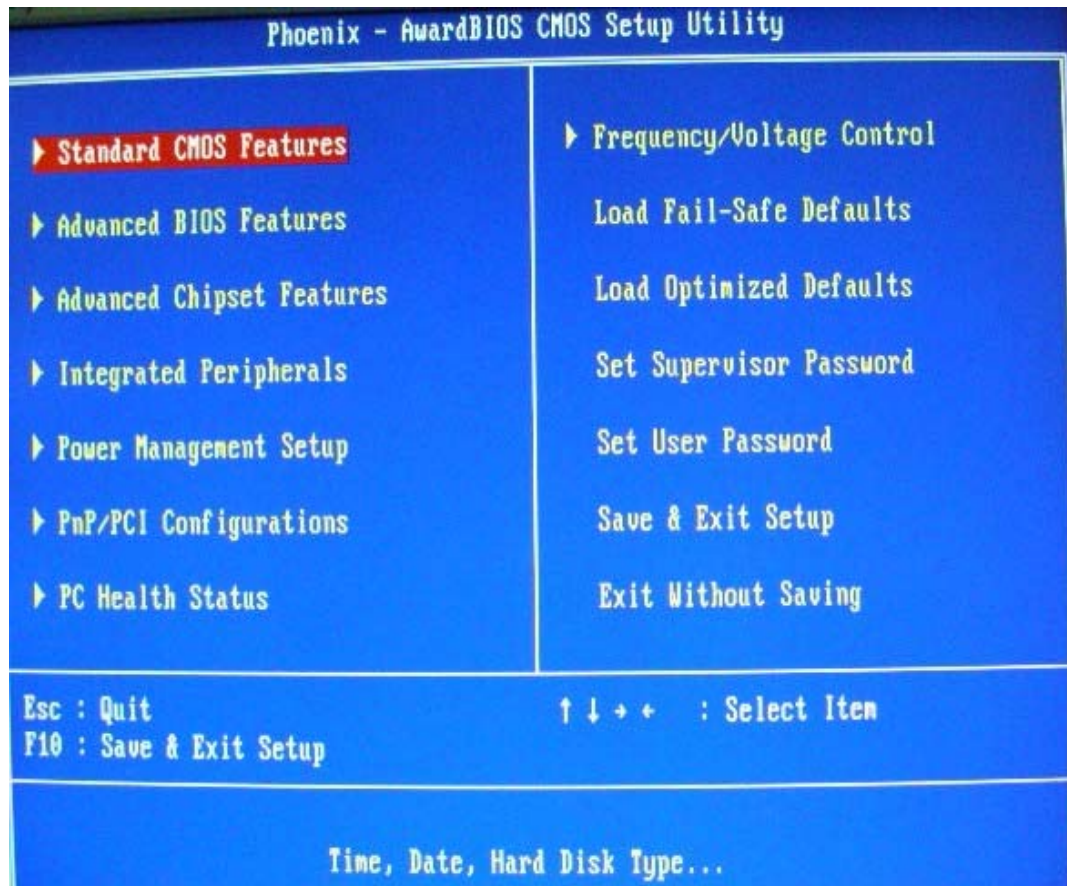 Phoenix - AwardBIOS CMOS Setup Utility
Standard CMOS Features
Advanced BIOS Features
Advanced Chipset Features
Integrated Peripherals
Power Management Setup
PnP/PCI Configurations
PC Health Status
Frequency/Voltage Control
Load Fail-Safe Defaults
Load Optimized Defaults
Set Supervisor Password
Set User Password
Save & Exit Setup
Exit Without Saving
Esc : Quit
F10 : Save & Exit Setup
↑ ↓ → ← : Select Item
Time, Date, Hard Disk Type...